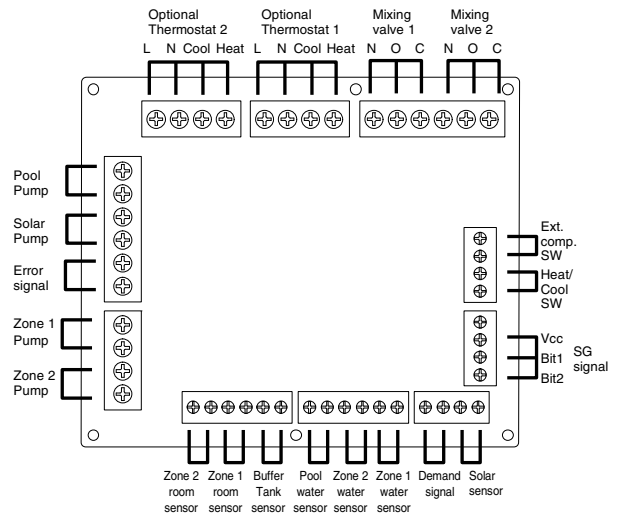 Optional
Thermostat 2
Optional
Thermostat 1
Mixing
valve 1
Mixing
valve 2
L N Cool Heat
L N Cool Heat
N O C
N O C
Pool
Pump
Solar
Pump
Error
signal
Zone 1
Pump
Zone 2
Pump
Ext.
comp.
SW
Heat/
Cool
SW
Vcc
Bit1
Bit2
SG
signal
Zone 2
room
sensor
Zone 1
room
sensor
Buffer
Tank
sensor
Pool
water
sensor
Zone 2
water
sensor
Zone 1
water
sensor
Demand
signal
Solar
sensor